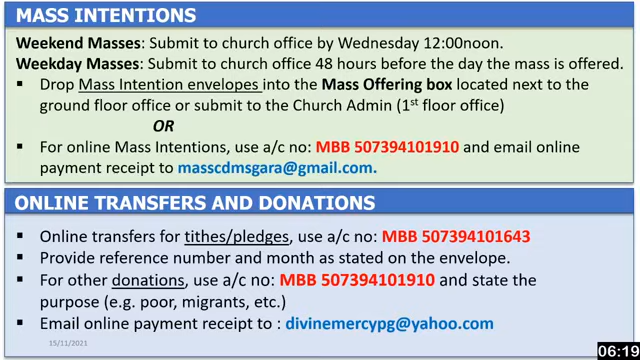 MASS INTENTIONS
Weekend Masses: Submit to church office by Wednesday 12:00noon.
Weekday Masses: Submit to church office 48 hours before the day the mass is offered.
▪ Drop Mass Intention envelopes into the Mass Offering box located next to the
ground floor office or submit to the Church Admin (1st floor office)
OR
▪ For online Mass Intentions, use a/c no: MBB 507394101910 and email online
payment receipt to masscdmsgara@gmail.com.
ONLINE TRANSFERS AND DONATIONS
▪ Online transfers for tithes/pledges, use a/c no: MBB 507394101643
▪ Provide reference number and month as stated on the envelope.
▪ For other donations, use a/c no: MBB 507394101910 and state the
purpose (e.g. poor, migrants, etc.)
▪ Email online payment receipt to : divinemercypg@yahoo.com
15/11/2021
06:19